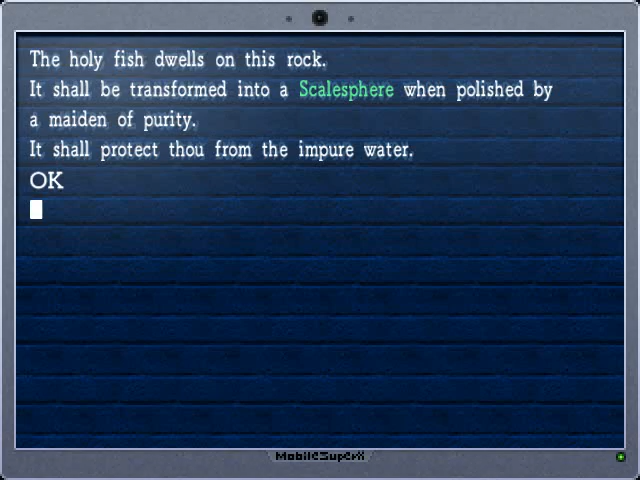 The holy fish dwells on this rock.
It shall be transformed into a Scalesphere when polished by
a maiden of purity.
It shall protect thou from the impure water.
OK
MobileSuperX